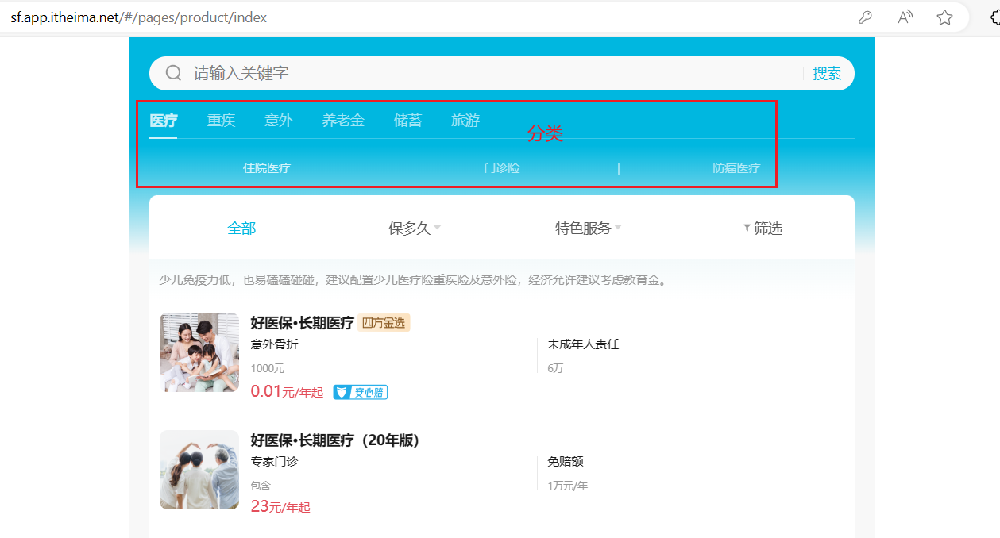 sf.app.itheima.net/#/pages/product/index
请输入关键字 搜索
医疗 重疾 意外 养老金 储蓄 旅游
分类
住院医疗 | 门诊险 | 防癌医疗
全部 保多久 特色服务 筛选
少儿免疫力低，也易磕磕碰碰，建议配置少儿医疗险重疾险及意外险，经济允许建议考虑教育金。
好医保•长期医疗 四方金选
意外骨折 未成年人责任
1000元 6万
0.01元/年起 安心赔
好医保•长期医疗（20年版）
专家门诊 免赔额
包含 1万元/年
23元/年起